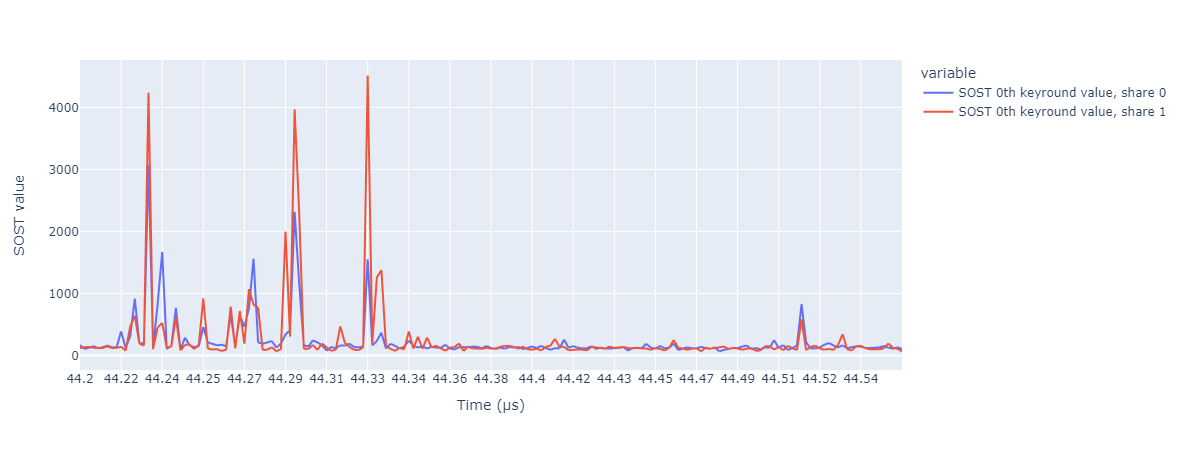 variable
SOST 0th keyround value, share 0
SOST 0th keyround value, share 1
SOST value
4000
3000
2000
1000
0
44.2 44.22 44.24 44.25 44.27 44.29 44.31 44.33 44.34 44.36 44.38 44.4 44.42 44.43 44.45 44.47 44.49 44.51 44.52 44.54
Time (μs)